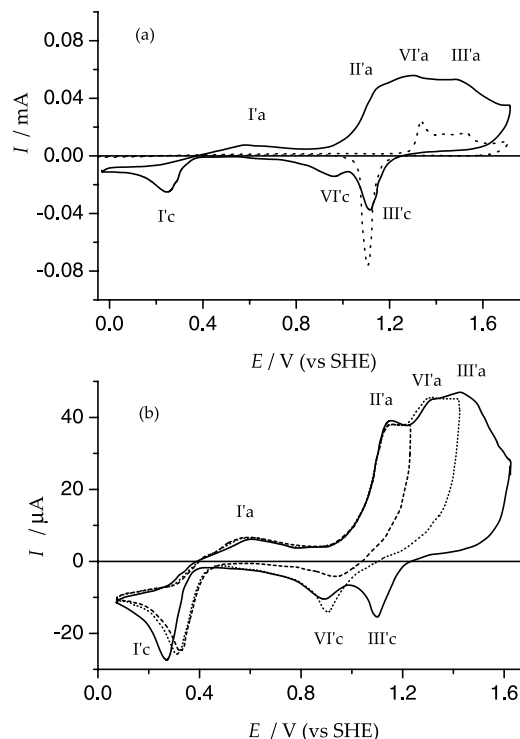 (a)
0.08
0.04
0.00
-0.04
-0.08
I / mA
I'a
II'a
VI'a
III'a
I'c
VI'c
III'c
0.0
0.4
0.8
1.2
1.6
E / V (vs SHE)
(b)
40
20
0
-20
I / µA
I'a
II'a
VI'a
III'a
I'c
VI'c
III'c
0.0
0.4
0.8
1.2
1.6
E / V (vs SHE)